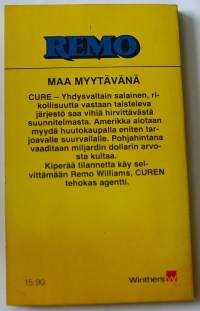 REMO
MAA MYYTÄVÄNÄ
CURE – Yhdysvaltain salainen, ri-
kollisuutta vastaan taisteleva
järjestö saa vihiä hirvittävästä
suunnitelmasta. Amerikka aiotaan
myydä huutokaupalla eniten tar-
joavalle suurvallalle. Pohjahintana
vaaditaan miljardin dollarin arvo-
sta kultaa.
Kiperää tilannetta käy sel-
vittämään Remo Williams, CUREN
tehokas agentti.
15:90
Winthers W